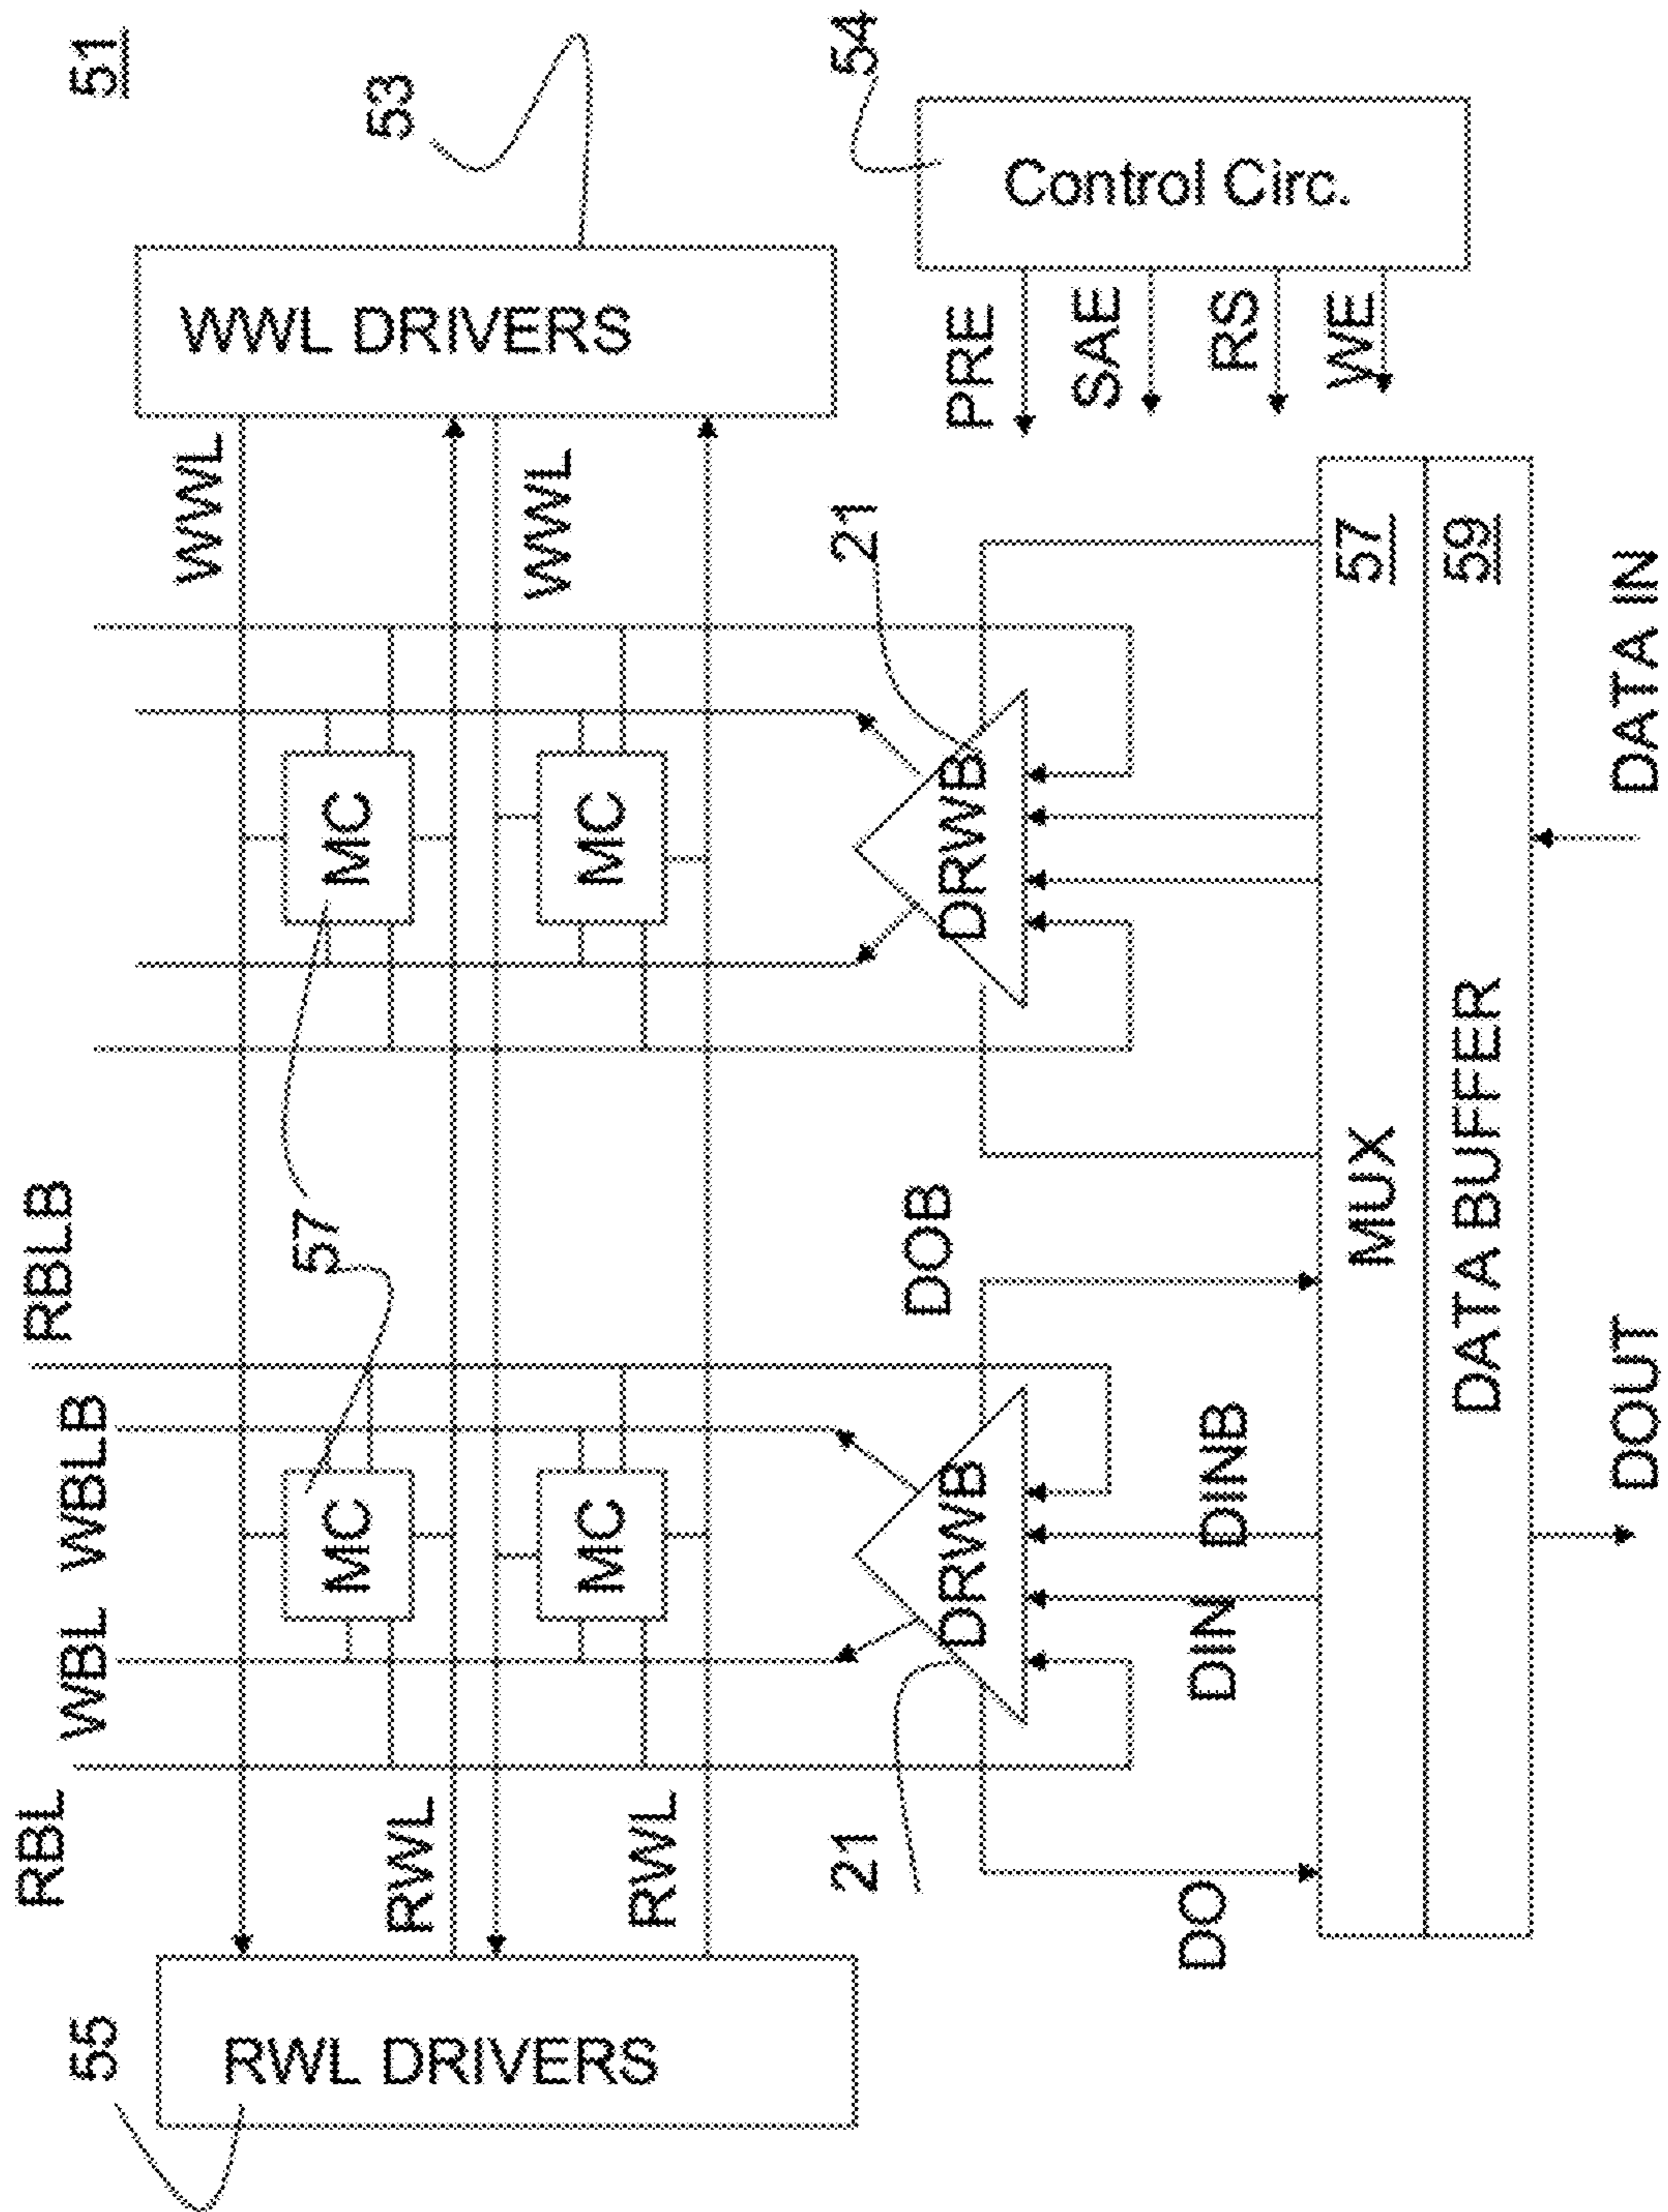 51
53
54
55
RWL DRIVERS
WWL DRIVERS
Control Circ.
RBL
WBL
WBLB
RBLB
WWL
WWL
RWL
RWL
MC
MC
MC
MC
57
21
21
DRWB
DRWB
PRE
SAE
RS
WE
DO
DIN
DINB
DOB
MUX
57
DATA BUFFER
59
DOUT
DATA IN